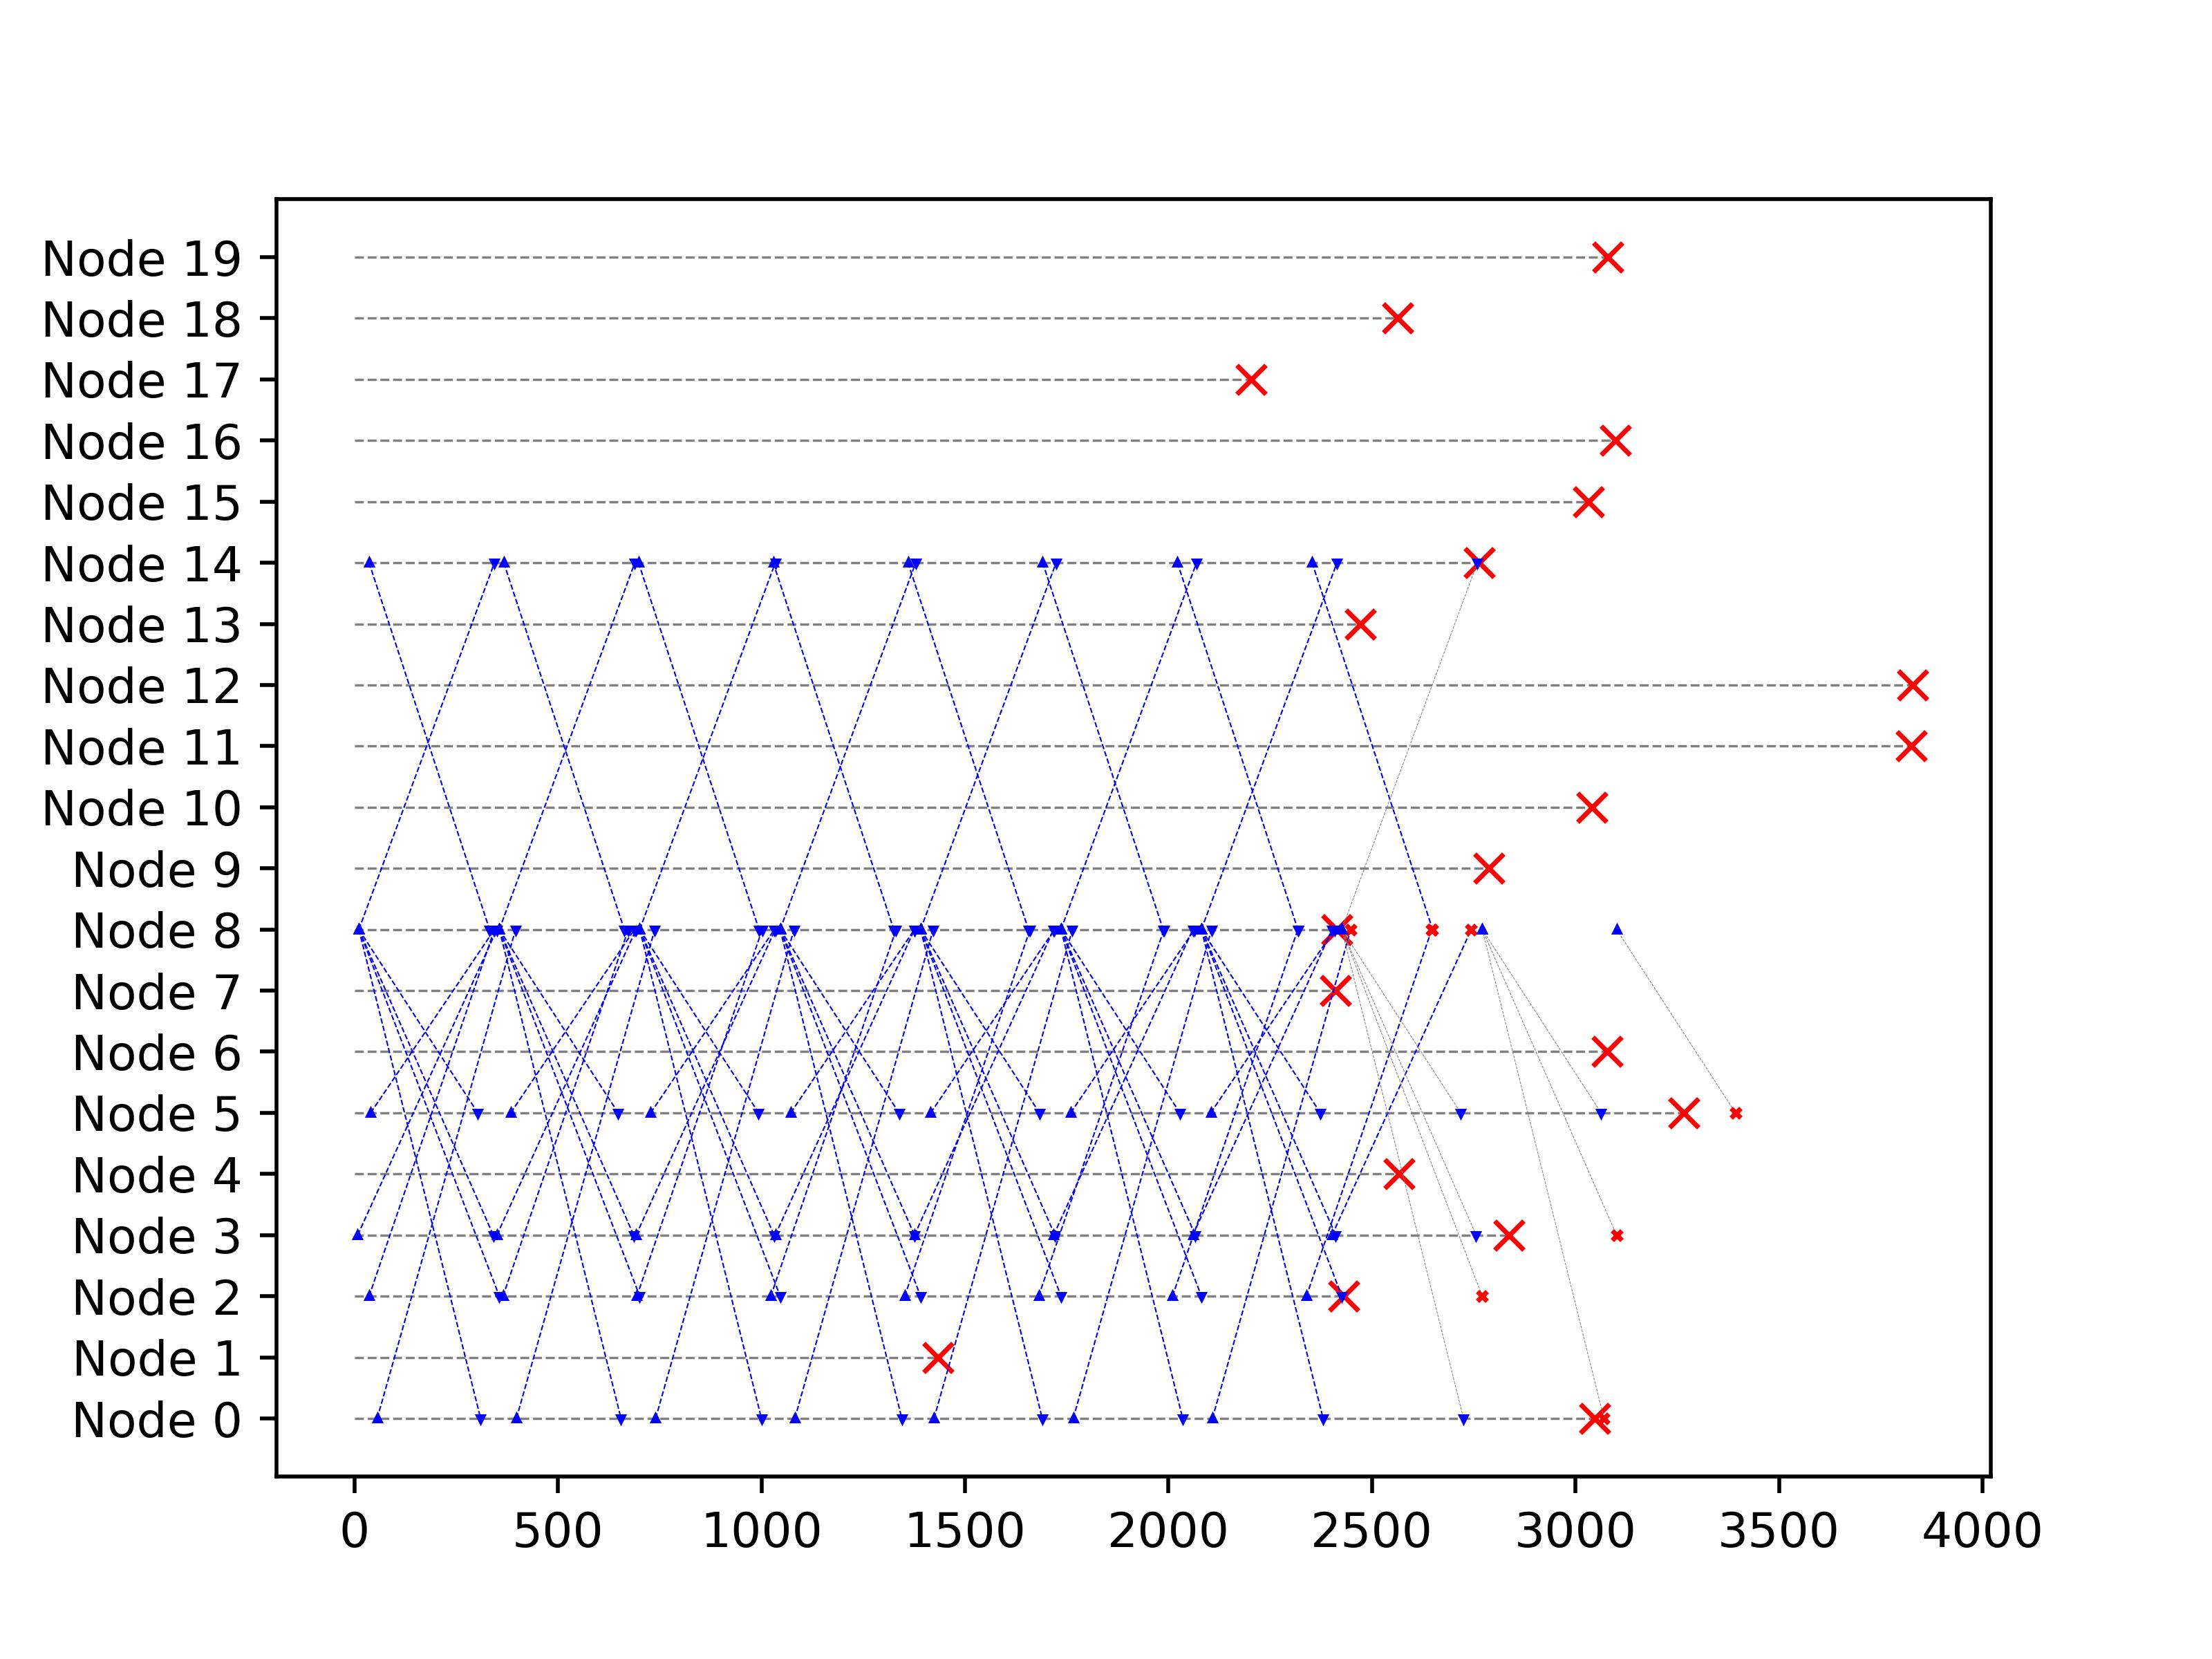 Node 19
Node 18
Node 17
Node 16
Node 15
Node 14
Node 13
Node 12
Node 11
Node 10
Node 9
Node 8
Node 7
Node 6
Node 5
Node 4
Node 3
Node 2
Node 1
Node 0
0 500 1000 1500 2000 2500 3000 3500 4000